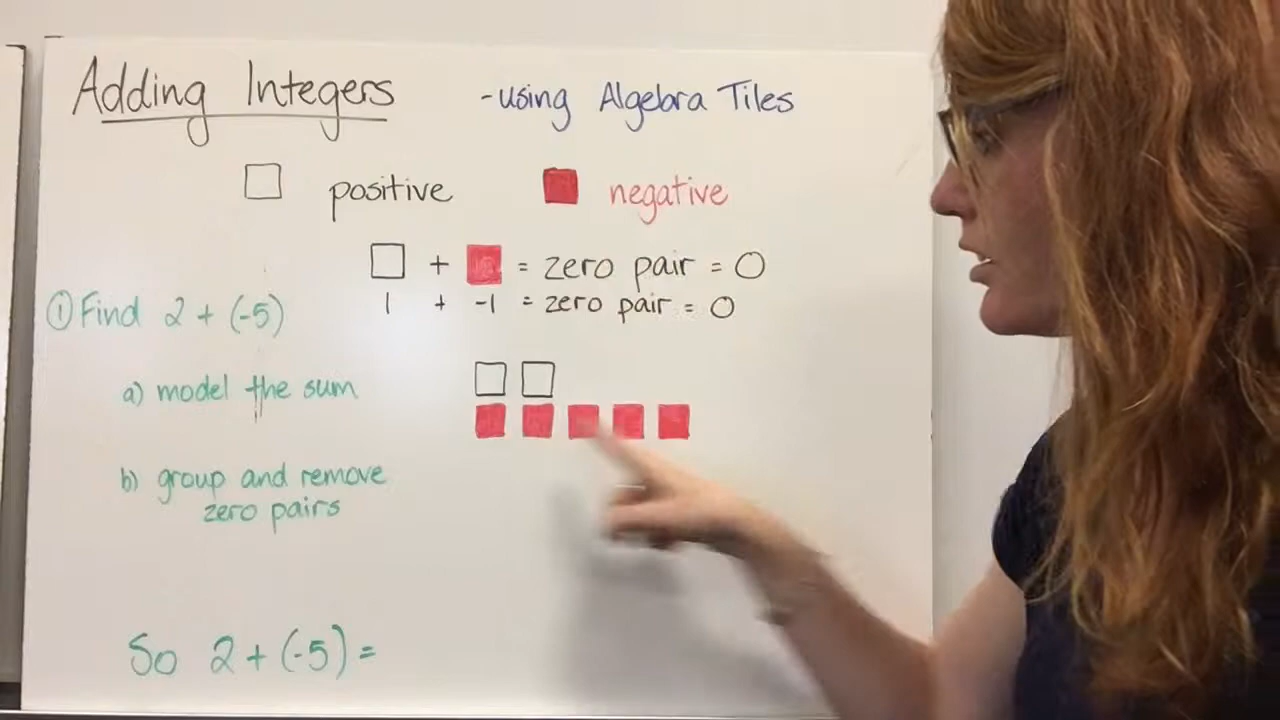 Adding Integers - using Algebra Tiles
positive negative
+ = zero pair = 0
1 + -1 = zero pair = 0
① Find 2 + (-5)
a) model the sum
b) group and remove
zero pairs
So 2 + (-5) =